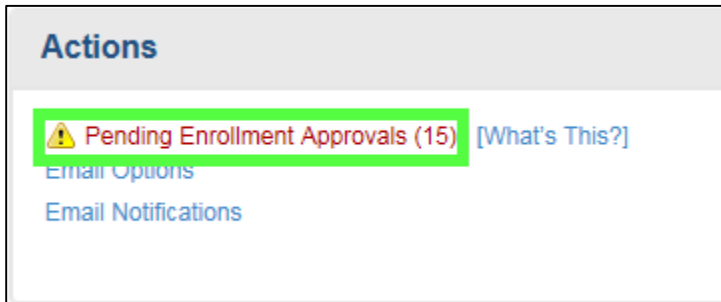 Actions
Pending Enrollment Approvals (15) [What's This?]
Email Options
Email Notifications